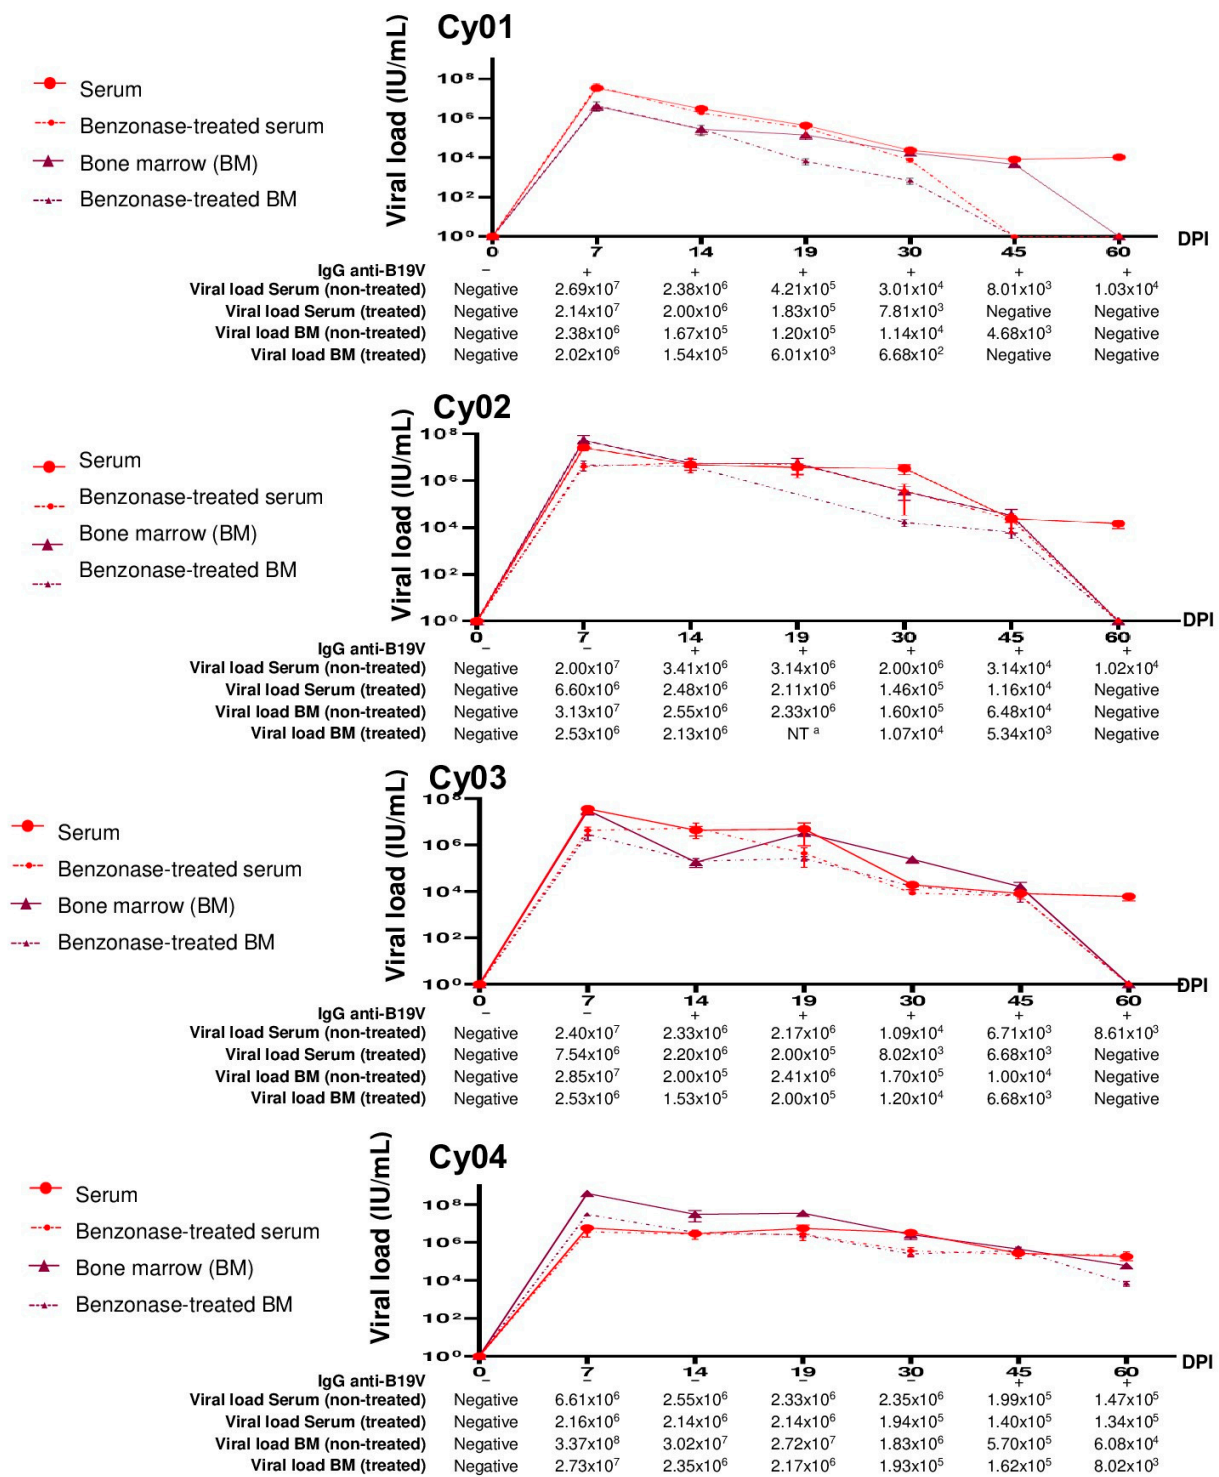 Cy01
Viral load (IU/mL)
Serum
Benzonase-treated serum
Bone marrow (BM)
Benzonase-treated BM
10⁸
10⁶
10⁴
10²
10⁰
0 7 14 19 30 45 60 DPI
IgG anti-B19V – + + + + + +
Viral load Serum (non-treated) Negative 2.69x10⁷ 2.38x10⁶ 4.21x10⁵ 3.01x10⁴ 8.01x10³ 1.03x10⁴
Viral load Serum (treated) Negative 2.14x10⁷ 2.00x10⁶ 1.83x10⁵ 7.81x10³ Negative Negative
Viral load BM (non-treated) Negative 2.38x10⁶ 1.67x10⁵ 1.20x10⁵ 1.14x10⁴ 4.68x10³ Negative
Viral load BM (treated) Negative 2.02x10⁶ 1.54x10⁵ 6.01x10³ 6.68x10² Negative Negative
Cy02
Viral load (IU/mL)
Serum
Benzonase-treated serum
Bone marrow (BM)
Benzonase-treated BM
10⁸
10⁶
10⁴
10²
10⁰
0 7 14 19 30 45 60 DPI
IgG anti-B19V – – + + + + +
Viral load Serum (non-treated) Negative 2.00x10⁷ 3.41x10⁶ 3.14x10⁶ 2.00x10⁶ 3.14x10⁴ 1.02x10⁴
Viral load Serum (treated) Negative 6.60x10⁶ 2.48x10⁶ 2.11x10⁶ 1.46x10⁵ 1.16x10⁴ Negative
Viral load BM (non-treated) Negative 3.13x10⁷ 2.55x10⁶ 2.33x10⁶ 1.60x10⁵ 6.48x10⁴ Negative
Viral load BM (treated) Negative 2.53x10⁶ 2.13x10⁶ NT ᵃ 1.07x10⁴ 5.34x10³ Negative
Cy03
Viral load (IU/mL)
Serum
Benzonase-treated serum
Bone marrow (BM)
Benzonase-treated BM
10⁸
10⁶
10⁴
10²
10⁰
0 7 14 19 30 45 60 DPI
IgG anti-B19V – – + + + + +
Viral load Serum (non-treated) Negative 2.40x10⁷ 2.33x10⁶ 2.17x10⁶ 1.09x10⁴ 6.71x10³ 8.61x10³
Viral load Serum (treated) Negative 7.54x10⁶ 2.20x10⁶ 2.00x10⁵ 8.02x10³ 6.68x10³ Negative
Viral load BM (non-treated) Negative 2.85x10⁷ 2.00x10⁵ 2.41x10⁶ 1.70x10⁵ 1.00x10⁴ Negative
Viral load BM (treated) Negative 2.53x10⁶ 1.53x10⁵ 2.00x10⁵ 1.20x10⁴ 6.68x10³ Negative
Cy04
Viral load (IU/mL)
Serum
Benzonase-treated serum
Bone marrow (BM)
Benzonase-treated BM
10⁸
10⁶
10⁴
10²
10⁰
0 7 14 19 30 45 60 DPI
IgG anti-B19V – – + – + + +
Viral load Serum (non-treated) Negative 6.61x10⁶ 2.55x10⁶ 2.33x10⁶ 2.35x10⁶ 1.99x10⁵ 1.47x10⁵
Viral load Serum (treated) Negative 2.16x10⁶ 2.14x10⁶ 2.14x10⁶ 1.94x10⁵ 1.40x10⁵ 1.34x10⁵
Viral load BM (non-treated) Negative 3.37x10⁸ 3.02x10⁷ 2.72x10⁷ 1.83x10⁶ 5.70x10⁵ 6.08x10⁴
Viral load BM (treated) Negative 2.73x10⁷ 2.35x10⁶ 2.17x10⁶ 1.93x10⁵ 1.62x10⁵ 8.02x10³